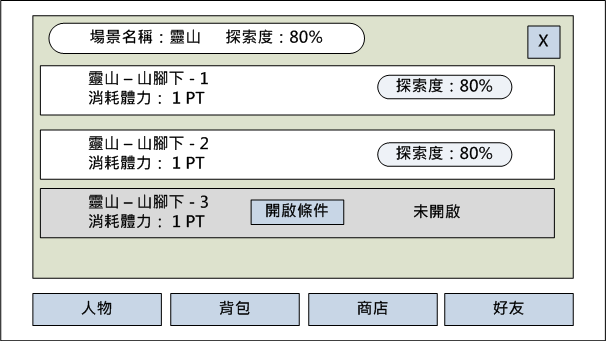 場景名稱：靈山　探索度：80%
X
靈山 – 山腳下 - 1
消耗體力： 1 PT
探索度：80%
靈山 – 山腳下 - 2
消耗體力： 1 PT
探索度：80%
靈山 – 山腳下 - 3
消耗體力： 1 PT
開啟條件
未開啟
人物
背包
商店
好友